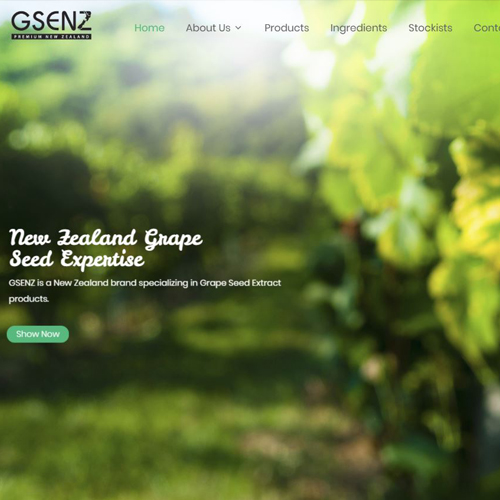 GSENZ
PREMIUM NEW ZEALAND
Home About Us Products Ingredients Stockists Cont
New Zealand Grape
Seed Expertise
GSENZ is a New Zealand brand specializing in Grape Seed Extract
products.
Show Now